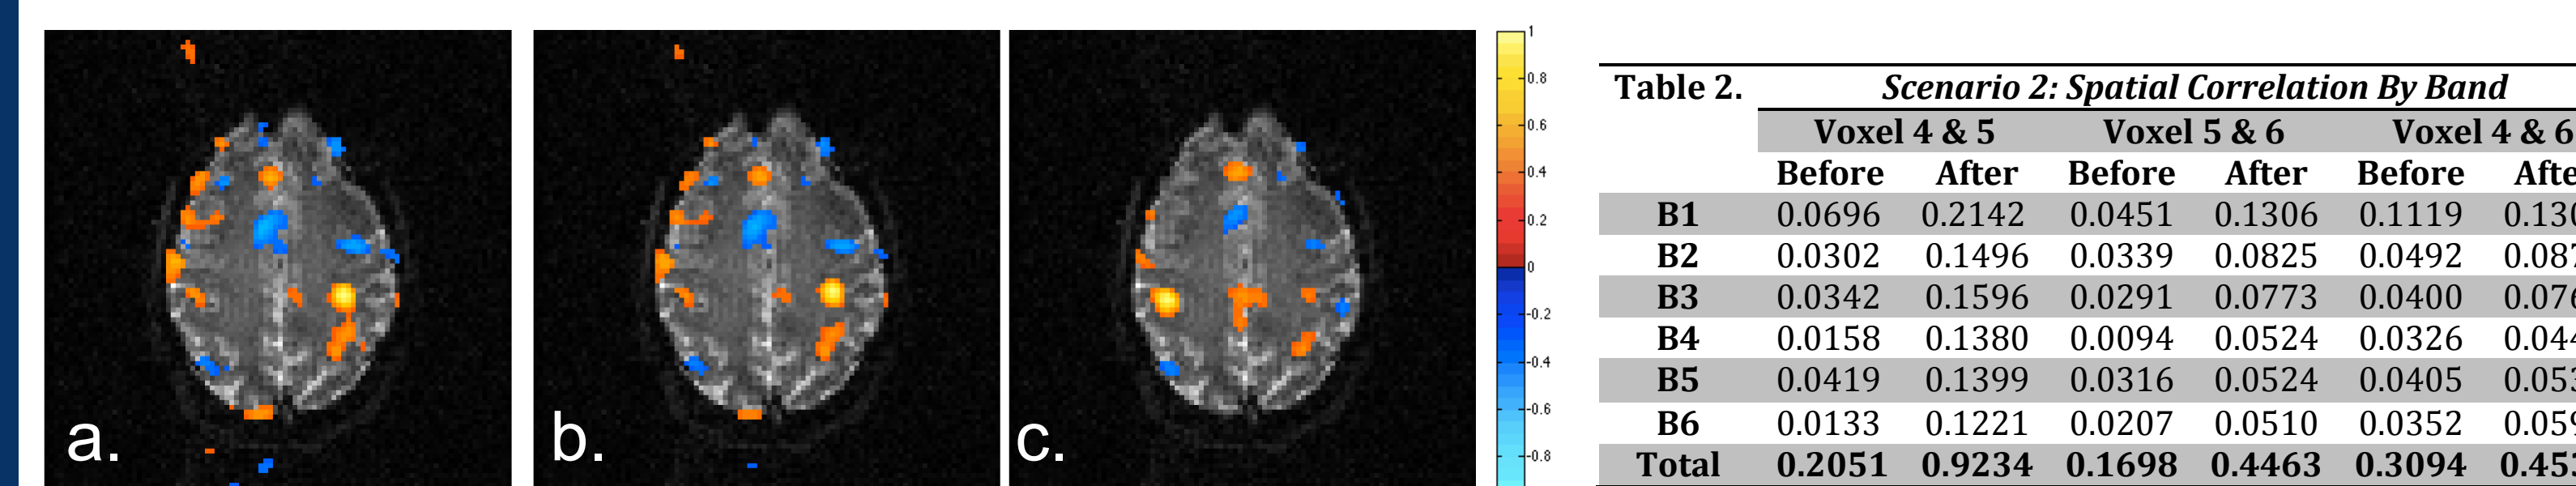 a.
b.
c.
1
0.8
0.6
0.4
0.2
0
-0.2
-0.4
-0.6
-0.8
Table 2. Scenario 2: Spatial Correlation By Band
Voxel 4 & 5 Voxel 5 & 6 Voxel 4 & 6
Before After Before After Before
B1 0.0696 0.2142 0.0451 0.1306 0.1119
B2 0.0302 0.1496 0.0339 0.0825 0.0492
B3 0.0342 0.1596 0.0291 0.0773 0.0400
B4 0.0158 0.1380 0.0094 0.0524 0.0326
B5 0.0419 0.1399 0.0316 0.0524 0.0405
B6 0.0133 0.1221 0.0207 0.0510 0.0352
Total 0.2051 0.9234 0.1698 0.4463 0.3094